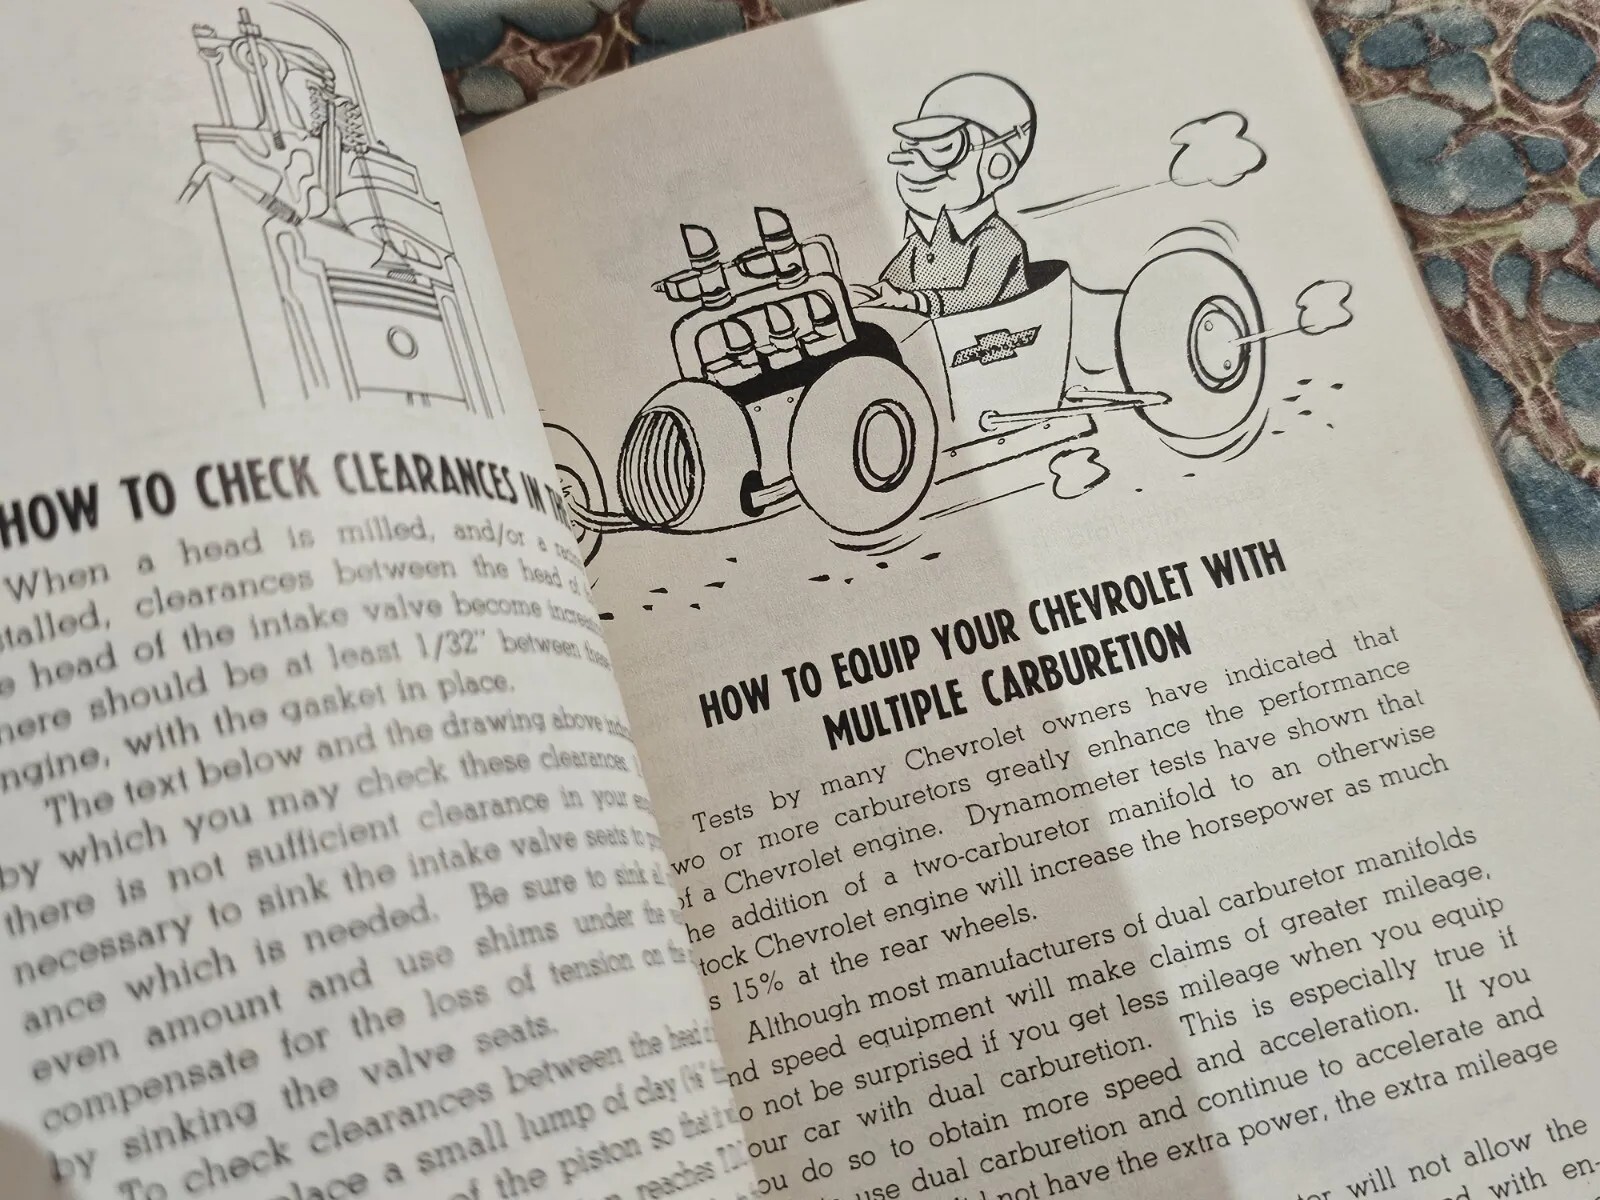 HOW TO CHECK CLEARANCES IN TH
When a head is milled, and/or a
stalled, clearances between the head of
e head of the intake valve become
here should be at least 1/32" between
ngine, with the gasket in place.
The text below and the drawing above
by which you may check these clearances
there is not sufficient clearance in your
necessary to sink the intake valve seats to
ance which is needed. Be sure to sink
even amount and use shims under the
compensate for the loss of tension on the
by sinking the valve seats.
To check clearances between the head
place a small lump of clay
of the piston so that
reaches
HOW TO EQUIP YOUR CHEVROLET WITH
MULTIPLE CARBURETION
Tests by many Chevrolet owners have indicated that
wo or more carburetors greatly enhance the performance
of a Chevrolet engine. Dynamometer tests have shown that
he addition of a two-carburetor manifold to an otherwise
tock Chevrolet engine will increase the horsepower as much
s 15% at the rear wheels.
Although most manufacturers of dual carburetor manifolds
nd speed equipment will make claims of greater mileage,
o not be surprised if you get less mileage when you equip
our car with dual carburetion. This is especially true if
ou do so to obtain more speed and acceleration. If you
use dual carburetion and continue to accelerate and
not have the extra power, the extra mileage
will not allow the
with en-